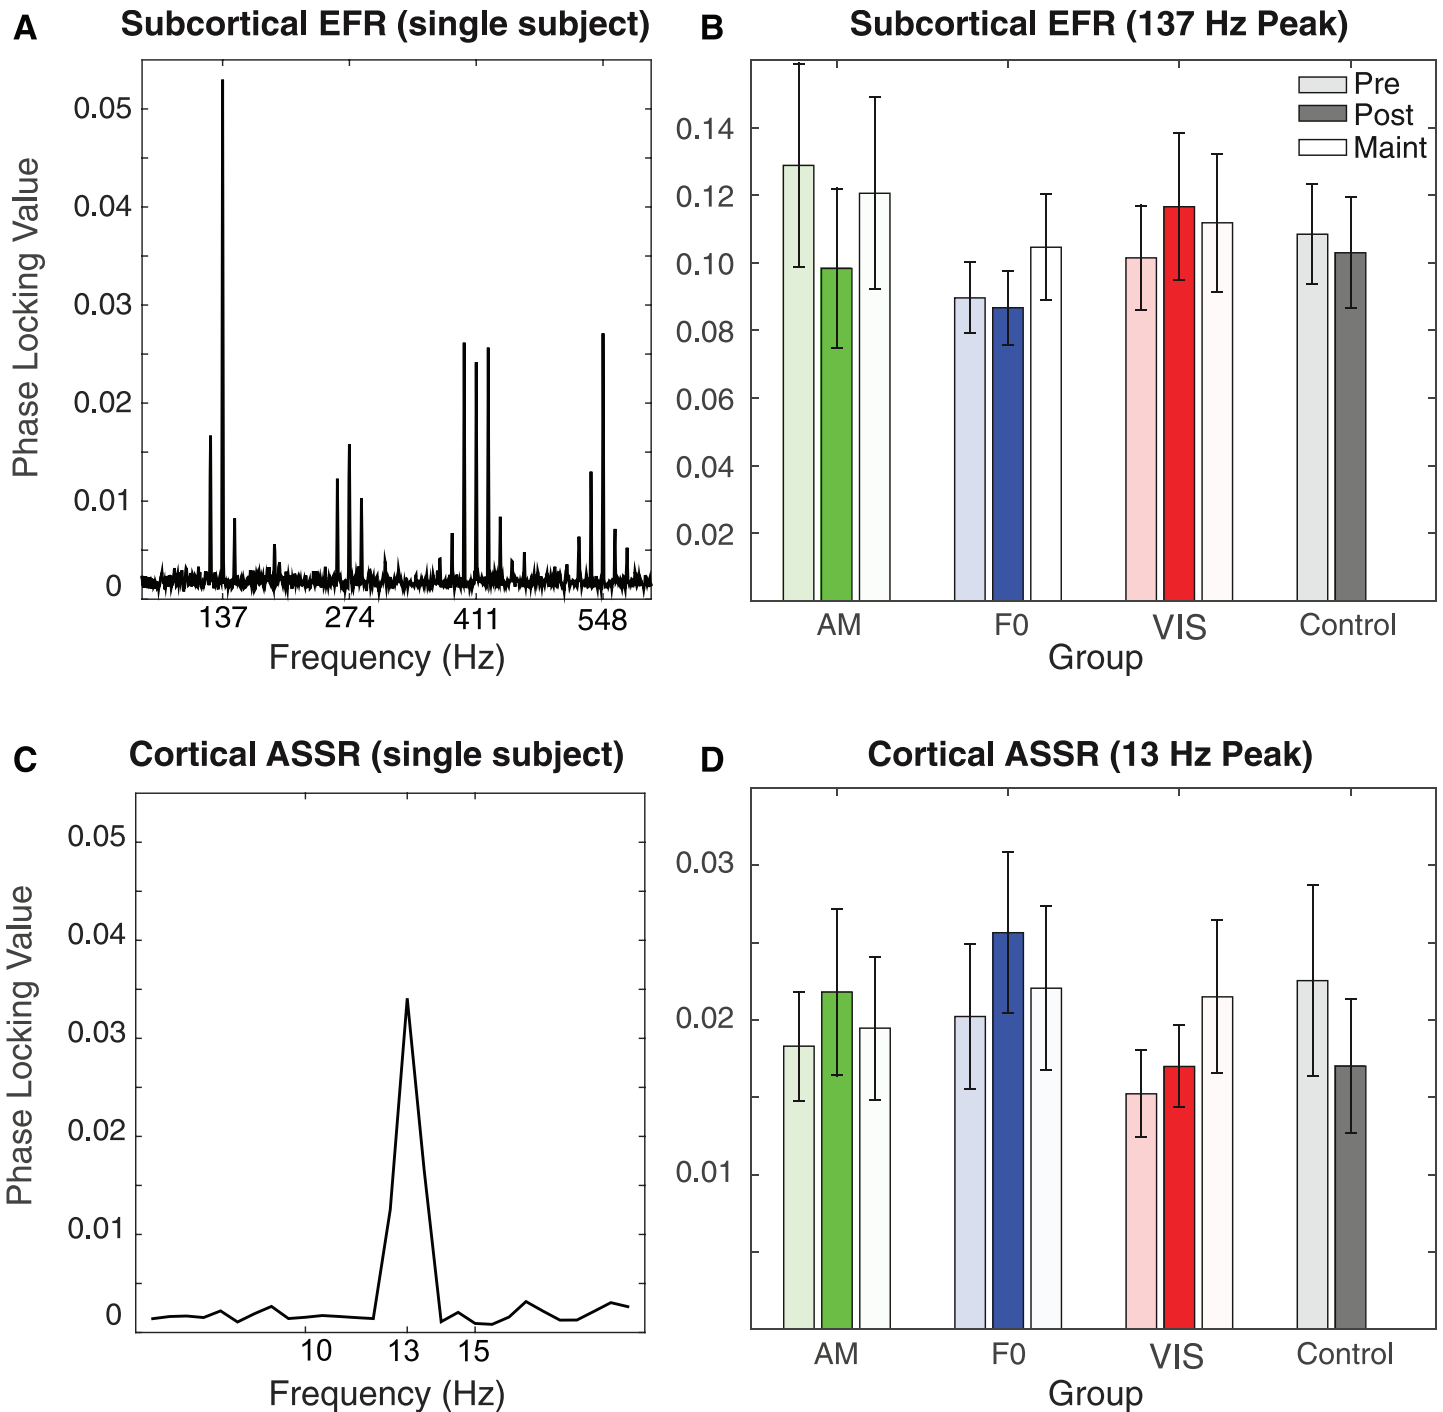 A Subcortical EFR (single subject)
0.05
0.04
0.03
0.02
0.01
0
Phase Locking Value
137 274 411 548
Frequency (Hz)
B Subcortical EFR (137 Hz Peak)
Pre
Post
Maint
0.14
0.12
0.10
0.08
0.06
0.04
0.02
AM F0 VIS Control
Group
C Cortical ASSR (single subject)
0.05
0.04
0.03
0.02
0.01
0
Phase Locking Value
10 13 15
Frequency (Hz)
D Cortical ASSR (13 Hz Peak)
0.03
0.02
0.01
AM F0 VIS Control
Group